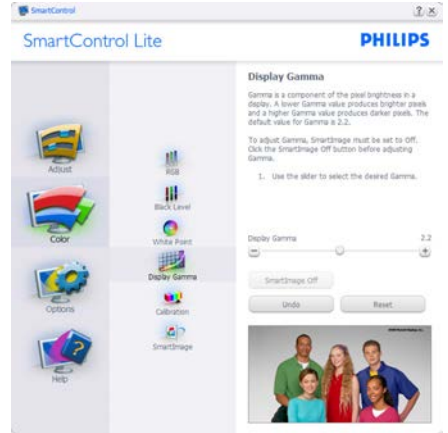 SmartControl
SmartControl Lite
PHILIPS
Adjust
Color
Options
Help
RGB
Black Level
White Point
Display Gamma
Calibration
SmartImage
Display Gamma
Gamma is a component of the pixel brightness in a
display. A lower Gamma value produces brighter pixels
and a higher Gamma value produces darker pixels. The
default value for Gamma is 2.2.
To adjust Gamma, SmartImage must be set to Off.
Click the SmartImage Off button before adjusting
Gamma.
1. Use the slider to select the desired Gamma.
Display Gamma 2.2
SmartImage Off
Undo Reset